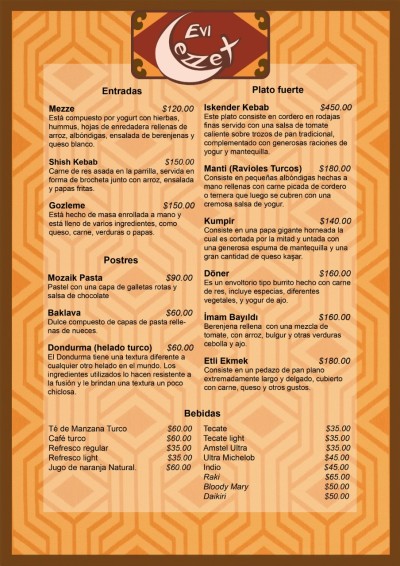 Evi
Lezzet
Entradas
Mezze $120.00
Está compuesto por yogurt con hierbas,
hummus, hojas de enredadera rellenas de
arroz, albóndigas, ensalada de berenjenas y
queso blanco.
Shish Kebab $150.00
Carne de res asada en la parrilla, servida en
forma de brocheta junto con arroz, ensalada
y papas fritas.
Gozleme $150.00
Está hecho de masa enrollada a mano y
está lleno de varios ingredientes, como
queso, carne, verduras o papas.
Postres
Mozaik Pasta $90.00
Pastel con una capa de galletas rotas y
salsa de chocolate
Baklava $60.00
Dulce compuesto de capas de pasta relle-
nas de nueces.
Dondurma (helado turco) $60.00
El Dondurma tiene una textura diferente a
cualquier otro helado en el mundo. Los
ingredientes utilizados lo hacen resistente a
la fusión y le brindan una textura un poco
chiclosa.
Plato fuerte
Iskender Kebab $450.00
Este plato consiste en cordero en rodajas
finas servido con una salsa de tomate
caliente sobre trozos de pan tradicional,
complementado con generosas raciones de
yogur y mantequilla.
Manti (Ravioles Turcos) $180.00
Consiste en pequeñas albóndigas hechas a
mano rellenas con carne picada de cordero
o ternera que luego se cubren con una
cremosa salsa de yogur.
Kumpir $140.00
Consiste en una papa gigante horneada la
cual es cortada por la mitad y untada con
una generosa espuma de mantequilla y una
gran cantidad de queso kaşar.
Döner $160.00
Es un envoltorio tipo burrito hecho con carne
de res, incluye especias, diferentes
vegetales, y yogur de ajo.
İmam Bayıldı $160.00
Berenjena rellena con una mezcla de
tomate, con arroz, bulgur y otras verduras
cebolla y ajo.
Etli Ekmek $180.00
Consiste en un pedazo de pan plano
extremadamente largo y delgado, cubierto
con carne, queso y otros gustos.
Bebidas
Té de Manzana Turco $60.00
Café turco $60.00
Refresco regular $35.00
Refresco light $35.00
Jugo de naranja Natural. $60.00
Tecate $35.00
Tecate light $35.00
Amstel Ultra $35.00
Ultra Michelob $45.00
Indio $45.00
Raki $65.00
Bloody Mary $50.00
Daikiri $50.00